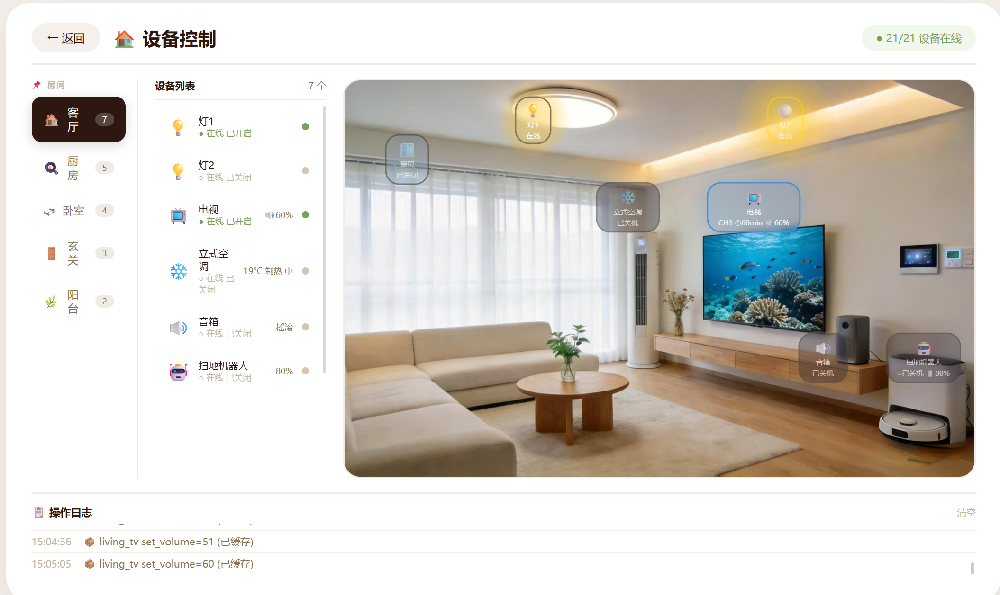 ← 返回
设备控制
● 21/21 设备在线
房间
客厅
7
厨房
5
卧室
4
玄关
3
阳台
2
设备列表
7 个
灯1
● 在线 已开启
灯2
○ 在线 已关闭
电视
● 在线 已开启
60%
立式空
调
○ 在线 已
关闭
19°C 制热 中
音箱
○ 在线 已关闭
摇滚
扫地机器人
○ 在线 已关闭
80%
灯1
在线
灯2
在线
窗帘
已关闭
立式空调
已关机
电视
CH3 ⏱60min 60%
音箱
已关机
扫地机器人
○已关机 80%
操作日志
清空
15:04:36 living_tv set_volume=51 (已缓存)
15:05:05 living_tv set_volume=60 (已缓存)